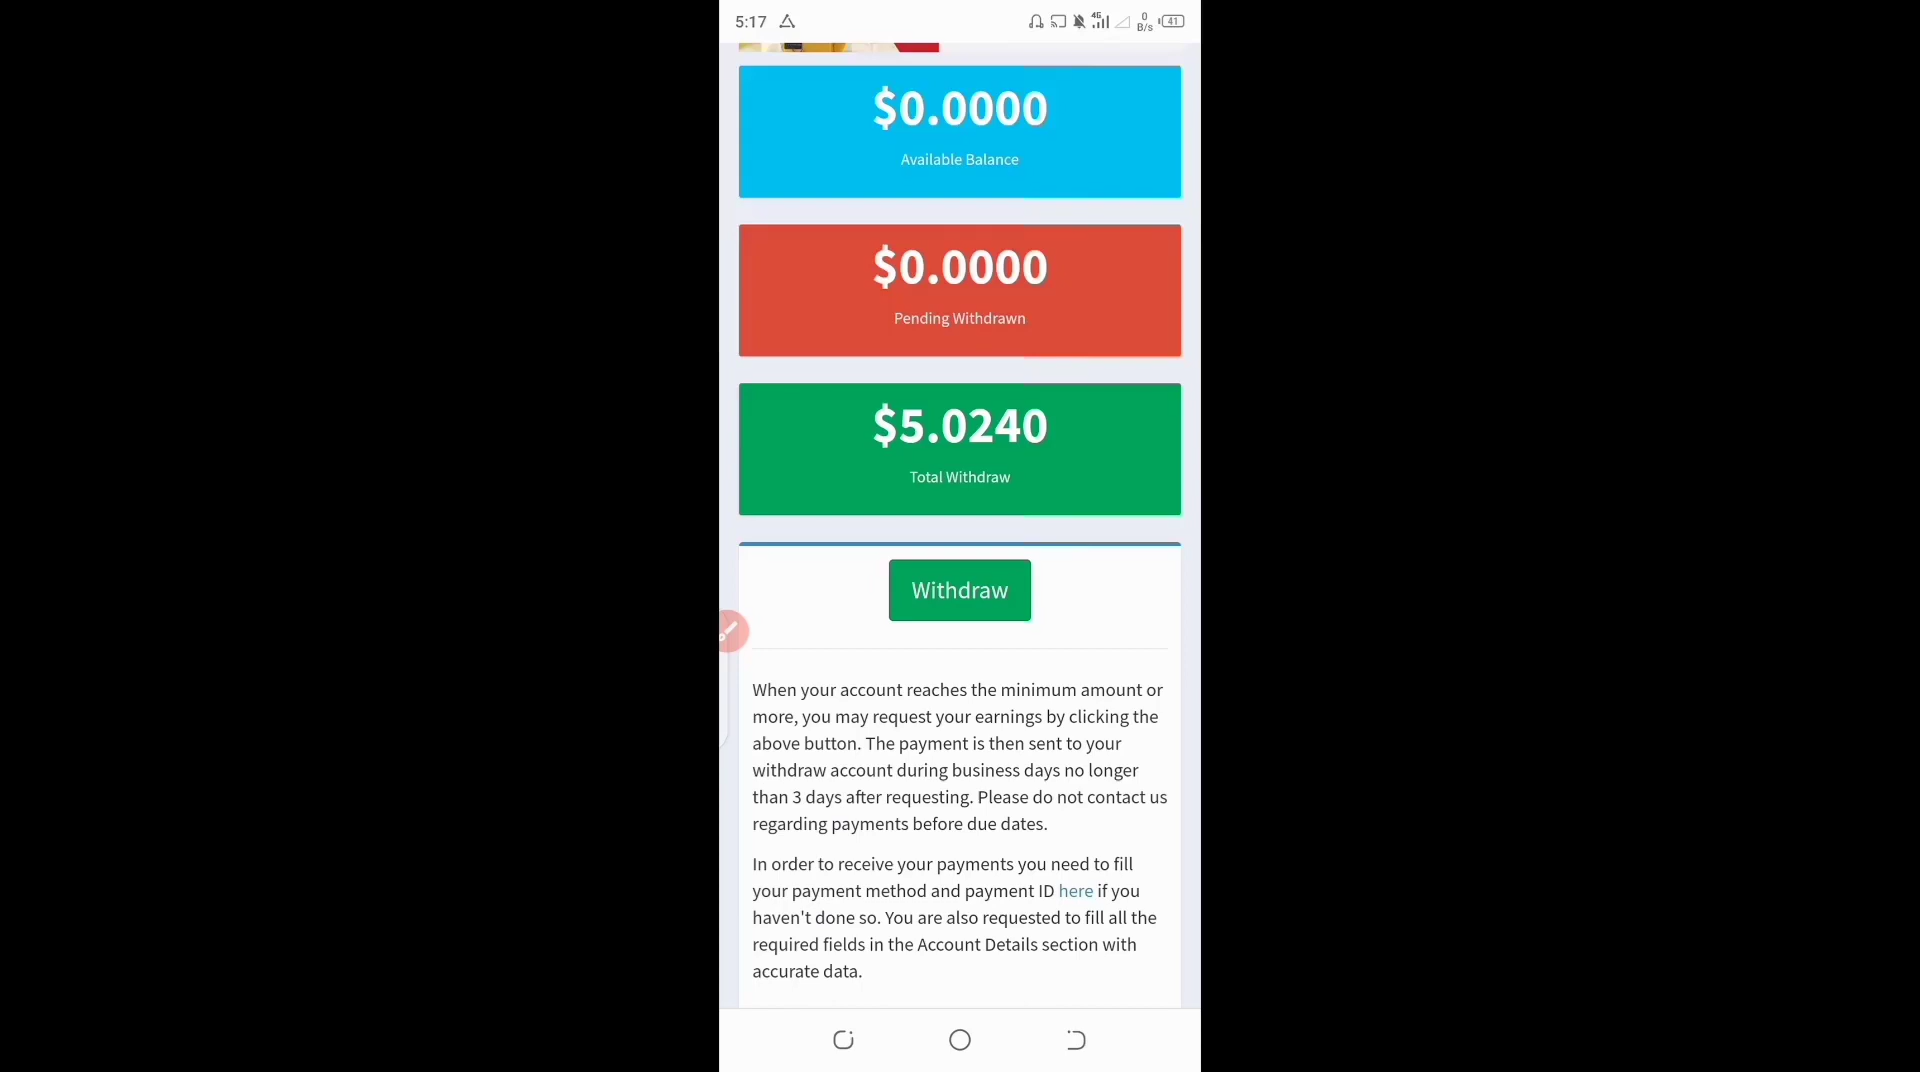 5:17
4G
0
B/s
41
$0.0000
Available Balance
$0.0000
Pending Withdrawn
$5.0240
Total Withdraw
Withdraw
When your account reaches the minimum amount or
more, you may request your earnings by clicking the
above button. The payment is then sent to your
withdraw account during business days no longer
than 3 days after requesting. Please do not contact us
regarding payments before due dates.
In order to receive your payments you need to fill
your payment method and payment ID here if you
haven't done so. You are also requested to fill all the
required fields in the Account Details section with
accurate data.